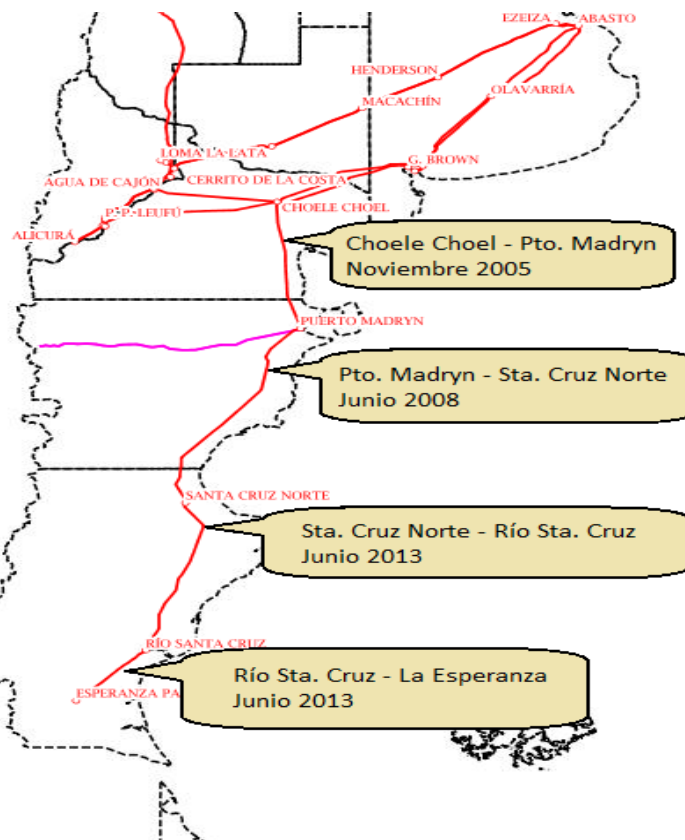 EZEIZA
ABASTO
HENDERSON
OLAVARRÍA
MACACHÍN
LOMA LA LATA
G. BROWN
AGUA DE CAJÓN
CERRITO DE LA COSTA
P. P. LEUFÚ
CHOELE CHOEL
ALICURÁ
Choele Choel - Pto. Madryn
Noviembre 2005
PUERTO MADRYN
Pto. Madryn - Sta. Cruz Norte
Junio 2008
SANTA CRUZ NORTE
Sta. Cruz Norte - Río Sta. Cruz
Junio 2013
RÍO SANTA CRUZ
Río Sta. Cruz - La Esperanza
Junio 2013
ESPERANZA PA